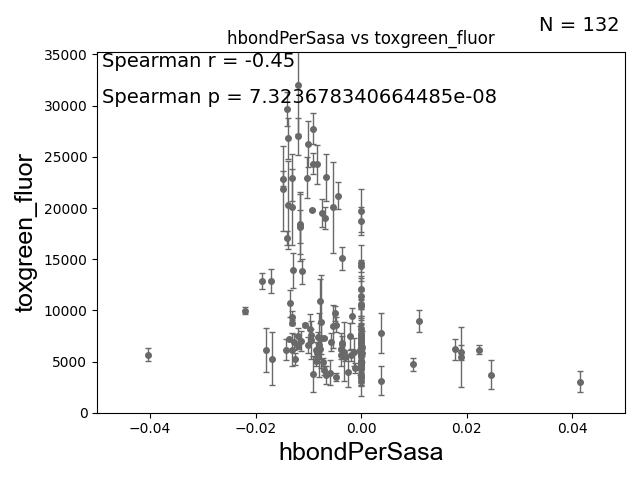 N = 132
hbondPerSasa vs toxgreen_fluor
Spearman r = -0.45
Spearman p = 7.323678340664485e-08
35000
30000
25000
20000
15000
10000
5000
0
toxgreen_fluor
−0.04 −0.02 0.00 0.02 0.04
hbondPerSasa